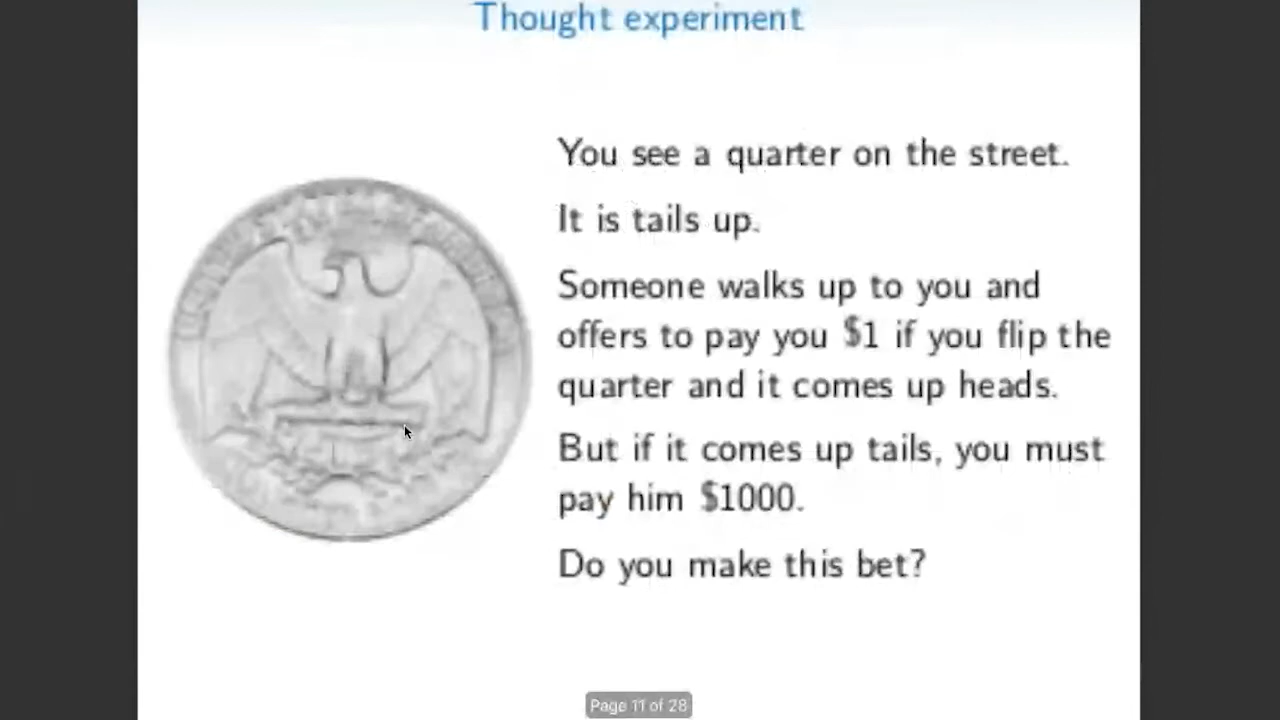 Thought experiment
You see a quarter on the street.
It is tails up.
Someone walks up to you and
offers to pay you $1 if you flip the
quarter and it comes up heads.
But if it comes up tails, you must
pay him $1000.
Do you make this bet?
Page 11 of 28